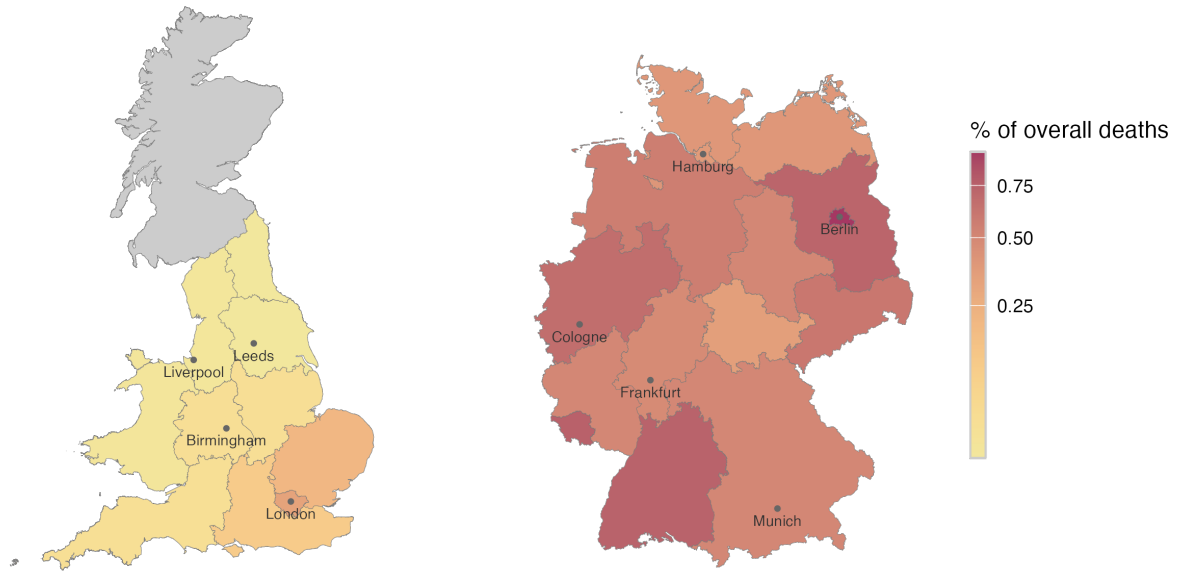 % of overall deaths
Hamburg
0.75
Berlin
0.50
0.25
Cologne
Leeds
Liverpool
Frankfurt
Birmingham
London
Munich